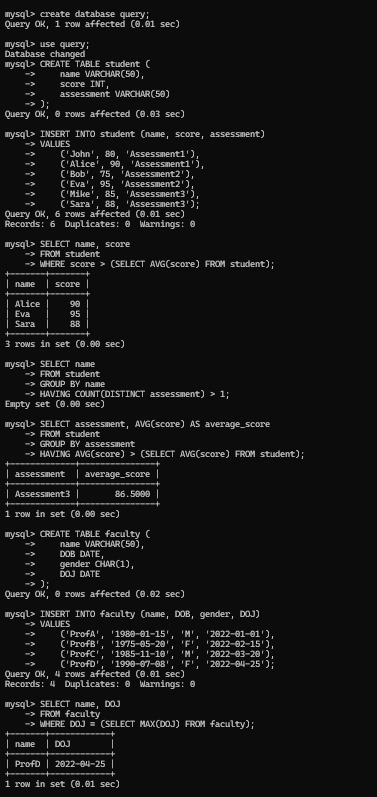 mysql> create database query;
Query OK, 1 row affected (0.01 sec)
mysql> use query;
Database changed
mysql> CREATE TABLE student (
    ->     name VARCHAR(50),
    ->     score INT,
    ->     assessment VARCHAR(50)
    -> );
Query OK, 0 rows affected (0.03 sec)
mysql> INSERT INTO student (name, score, assessment)
    -> VALUES
    ->     ('John', 80, 'Assessment1'),
    ->     ('Alice', 90, 'Assessment1'),
    ->     ('Bob', 75, 'Assessment2'),
    ->     ('Eva', 95, 'Assessment2'),
    ->     ('Mike', 85, 'Assessment3'),
    ->     ('Sara', 88, 'Assessment3');
Query OK, 6 rows affected (0.01 sec)
Records: 6  Duplicates: 0  Warnings: 0
mysql> SELECT name, score
    -> FROM student
    -> WHERE score > (SELECT AVG(score) FROM student);
+-------+-------+
| name  | score |
+-------+-------+
| Alice |    90 |
| Eva   |    95 |
| Sara  |    88 |
+-------+-------+
3 rows in set (0.00 sec)
mysql> SELECT name
    -> FROM student
    -> GROUP BY name
    -> HAVING COUNT(DISTINCT assessment) > 1;
Empty set (0.00 sec)
mysql> SELECT assessment, AVG(score) AS average_score
    -> FROM student
    -> GROUP BY assessment
    -> HAVING AVG(score) > (SELECT AVG(score) FROM student);
+-------------+---------------+
| assessment  | average_score |
+-------------+---------------+
| Assessment3 |       86.5000 |
+-------------+---------------+
1 row in set (0.00 sec)
mysql> CREATE TABLE faculty (
    ->     name VARCHAR(50),
    ->     DOB DATE,
    ->     gender CHAR(1),
    ->     DOJ DATE
    -> );
Query OK, 0 rows affected (0.02 sec)
mysql> INSERT INTO faculty (name, DOB, gender, DOJ)
    -> VALUES
    ->     ('ProfA', '1980-01-15', 'M', '2022-01-01'),
    ->     ('ProfB', '1975-05-20', 'F', '2022-02-15'),
    ->     ('ProfC', '1985-11-10', 'M', '2022-03-20'),
    ->     ('ProfD', '1990-07-08', 'F', '2022-04-25');
Query OK, 4 rows affected (0.01 sec)
Records: 4  Duplicates: 0  Warnings: 0
mysql> SELECT name, DOJ
    -> FROM faculty
    -> WHERE DOJ = (SELECT MAX(DOJ) FROM faculty);
+-------+------------+
| name  | DOJ        |
+-------+------------+
| ProfD | 2022-04-25 |
+-------+------------+
1 row in set (0.01 sec)